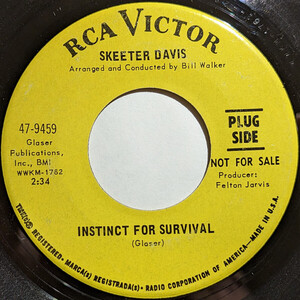 RCA VICTOR
SKEETER DAVIS
Arranged and Conducted by Bill Walker
47-9459
Glaser
Publications,
Inc., BMI
WWKM-1762
2:34
PLUG
SIDE
NOT FOR SALE
Producer:
Felton Jarvis
INSTINCT FOR SURVIVAL
(Glaser)
TMK(s) ® REGISTERED • MARCA(s) REGISTRADA(s) • RADIO CORPORATION OF AMERICA—MADE IN U.S.A.